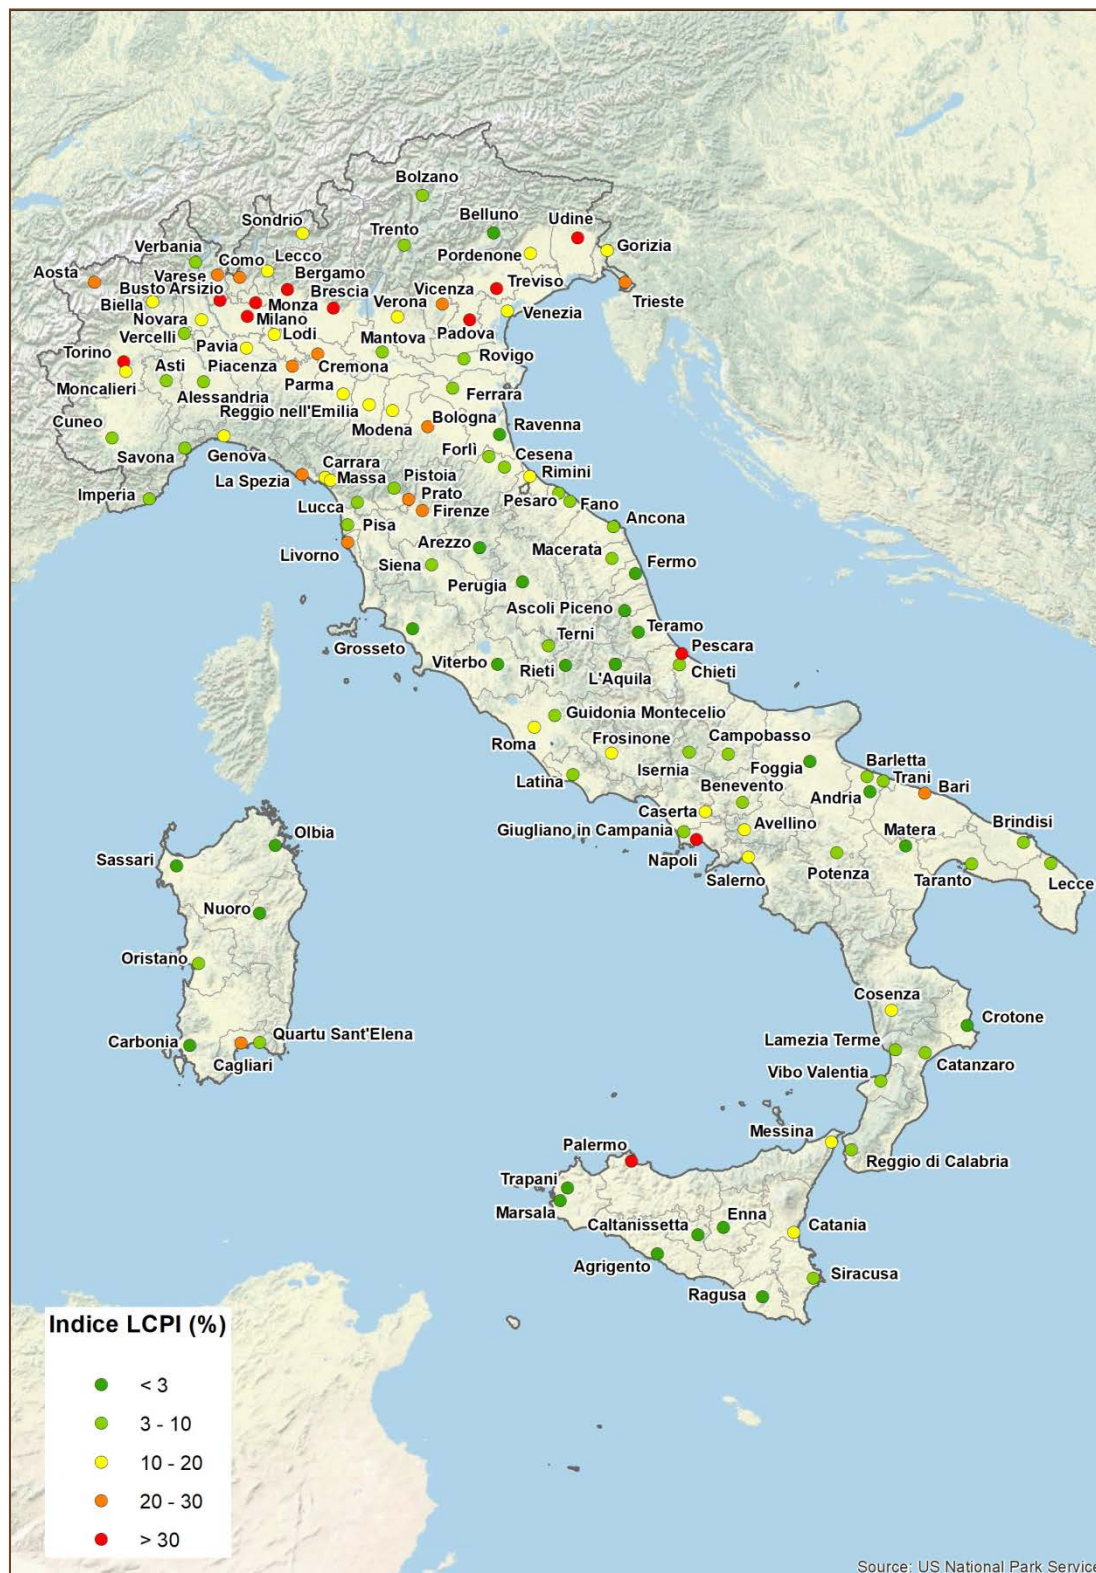 Bolzano
Sondrio
Belluno
Udine
Verbania
Trento
Gorizia
Como
Lecco
Pordenone
Aosta
Varese
Bergamo
Treviso
Busto Arsizio
Brescia
Vicenza
Trieste
Biella
Monza
Verona
Venezia
Novara
Milano
Vercelli
Lodi
Mantova
Padova
Torino
Pavia
Rovigo
Asti
Piacenza
Cremona
Moncalieri
Parma
Alessandria
Ferrara
Reggio nell'Emilia
Cuneo
Modena
Bologna
Ravenna
Savona
Genova
Forlì
Cesena
La Spezia
Carrara
Massa
Pistoia
Rimini
Imperia
Prato
Pesaro
Fano
Lucca
Firenze
Pisa
Ancona
Arezzo
Livorno
Siena
Macerata
Fermo
Perugia
Ascoli Piceno
Grosseto
Terni
Teramo
Pescara
Viterbo
Rieti
L'Aquila
Chieti
Guidonia Montecelio
Roma
Frosinone
Campobasso
Latina
Isernia
Foggia
Barletta
Trani
Benevento
Andria
Bari
Caserta
Avellino
Giugliano in Campania
Matera
Brindisi
Olbia
Napoli
Sassari
Salerno
Potenza
Taranto
Lecce
Nuoro
Oristano
Cosenza
Crotone
Carbonia
Quartu Sant'Elena
Lamezia Terme
Cagliari
Catanzaro
Vibo Valentia
Messina
Palermo
Reggio di Calabria
Trapani
Marsala
Enna
Caltanissetta
Catania
Agrigento
Siracusa
Ragusa
Indice LCPI (%)
< 3
3 - 10
10 - 20
20 - 30
> 30
Source: US National Park Service